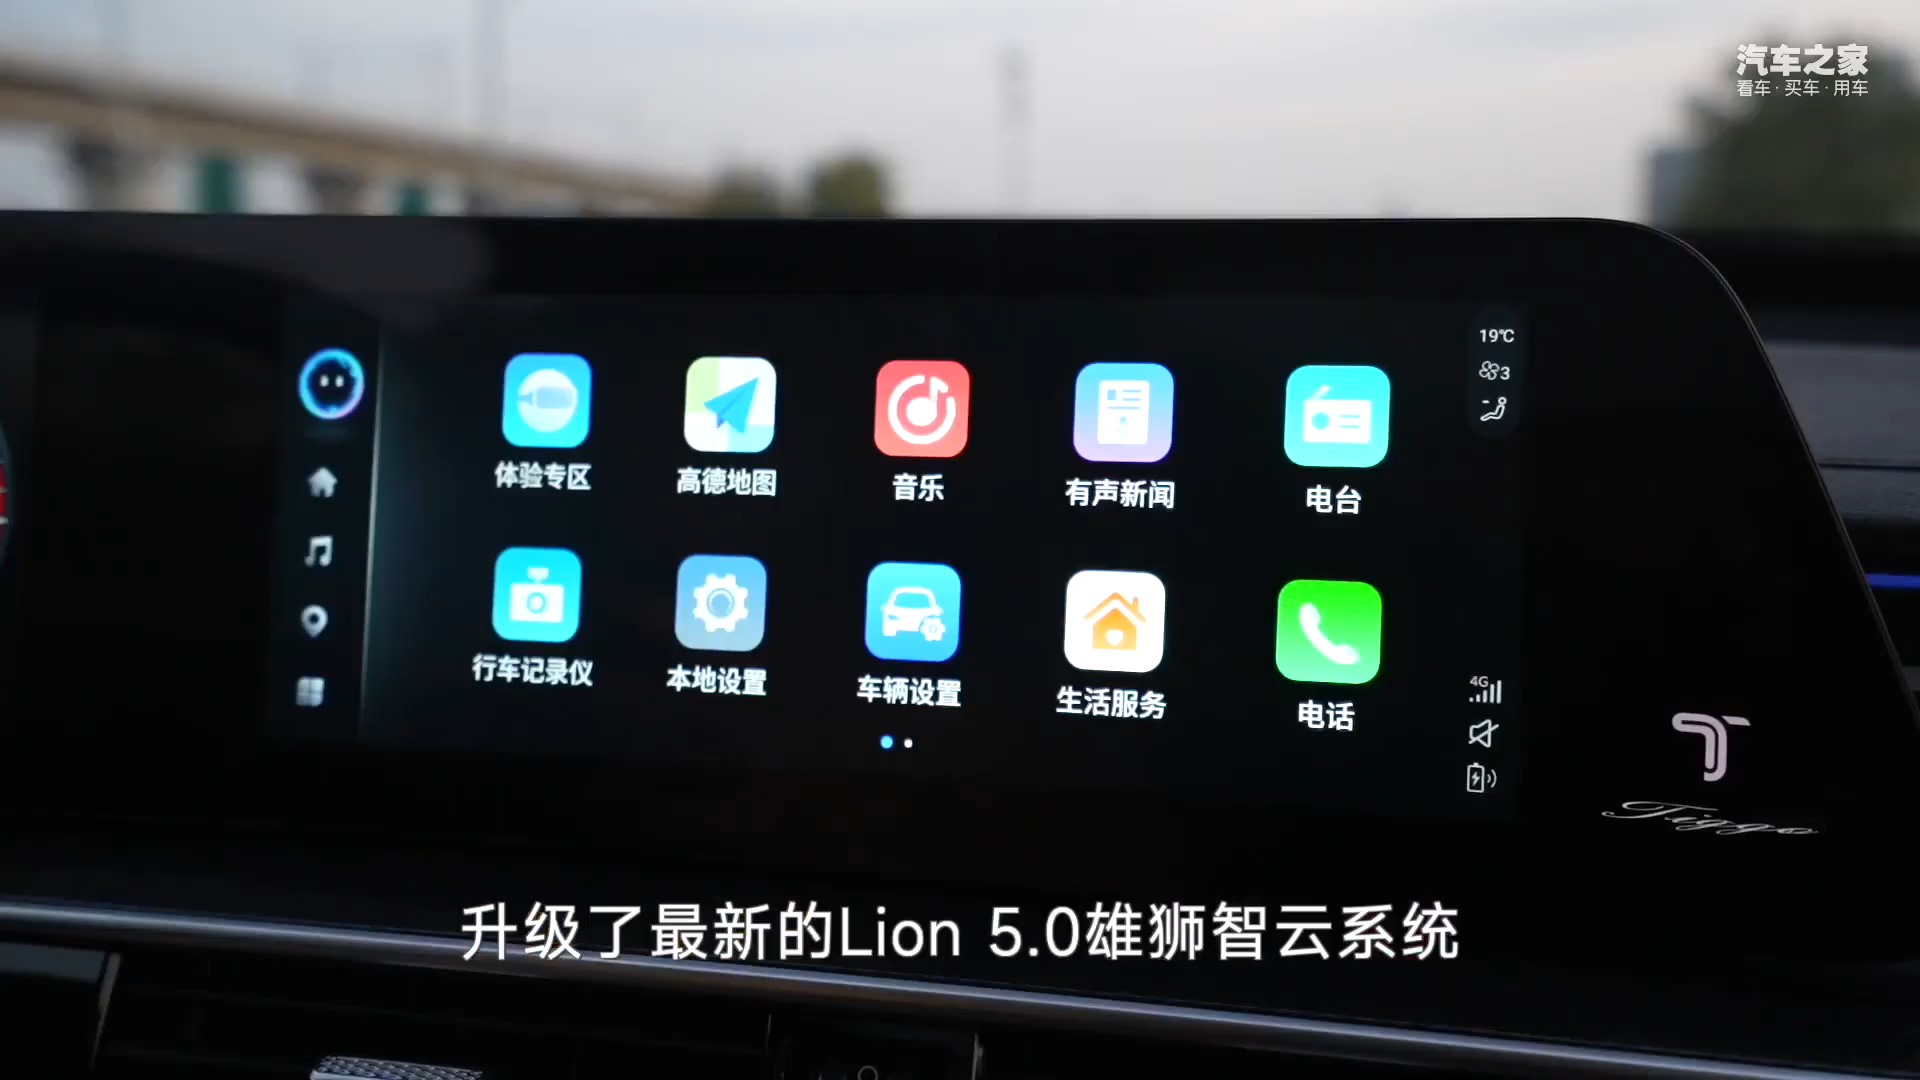 汽车之家
看车·买车·用车
19℃
3
体验专区
高德地图
音乐
有声新闻
电台
行车记录仪
本地设置
车辆设置
生活服务
电话
4G
Tiggo
升级了最新的Lion 5.0雄狮智云系统